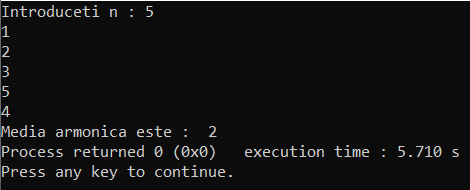 Introduceti n : 5
1
2
3
5
4
Media armonica este :  2
Process returned 0 (0x0)   execution time : 5.710 s
Press any key to continue.